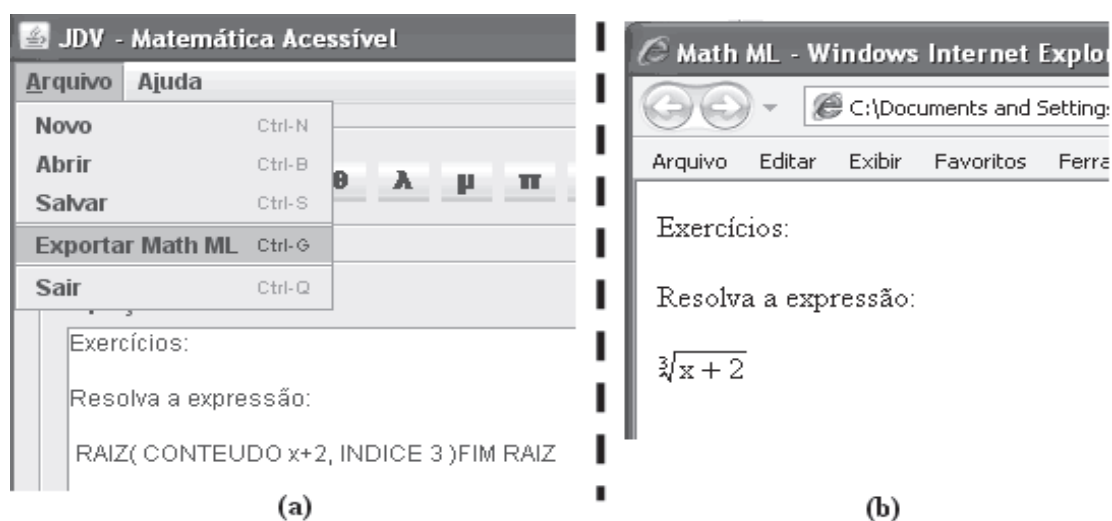 JDV - Matemática Acessível
Arquivo Ajuda
Novo Ctrl-N
Abrir Ctrl-B
Salvar Ctrl-S
Exportar Math ML Ctrl-G
Sair Ctrl-Q
θ λ μ π
Exercícios:
Resolva a expressão:
RAIZ( CONTEUDO x+2, INDICE 3 )FIM RAIZ
(a)
Math ML - Windows Internet Explor
C:\Documents and Settings
Arquivo Editar Exibir Favoritos Ferra
Exercícios:
Resolva a expressão:
∛x + 2
(b)